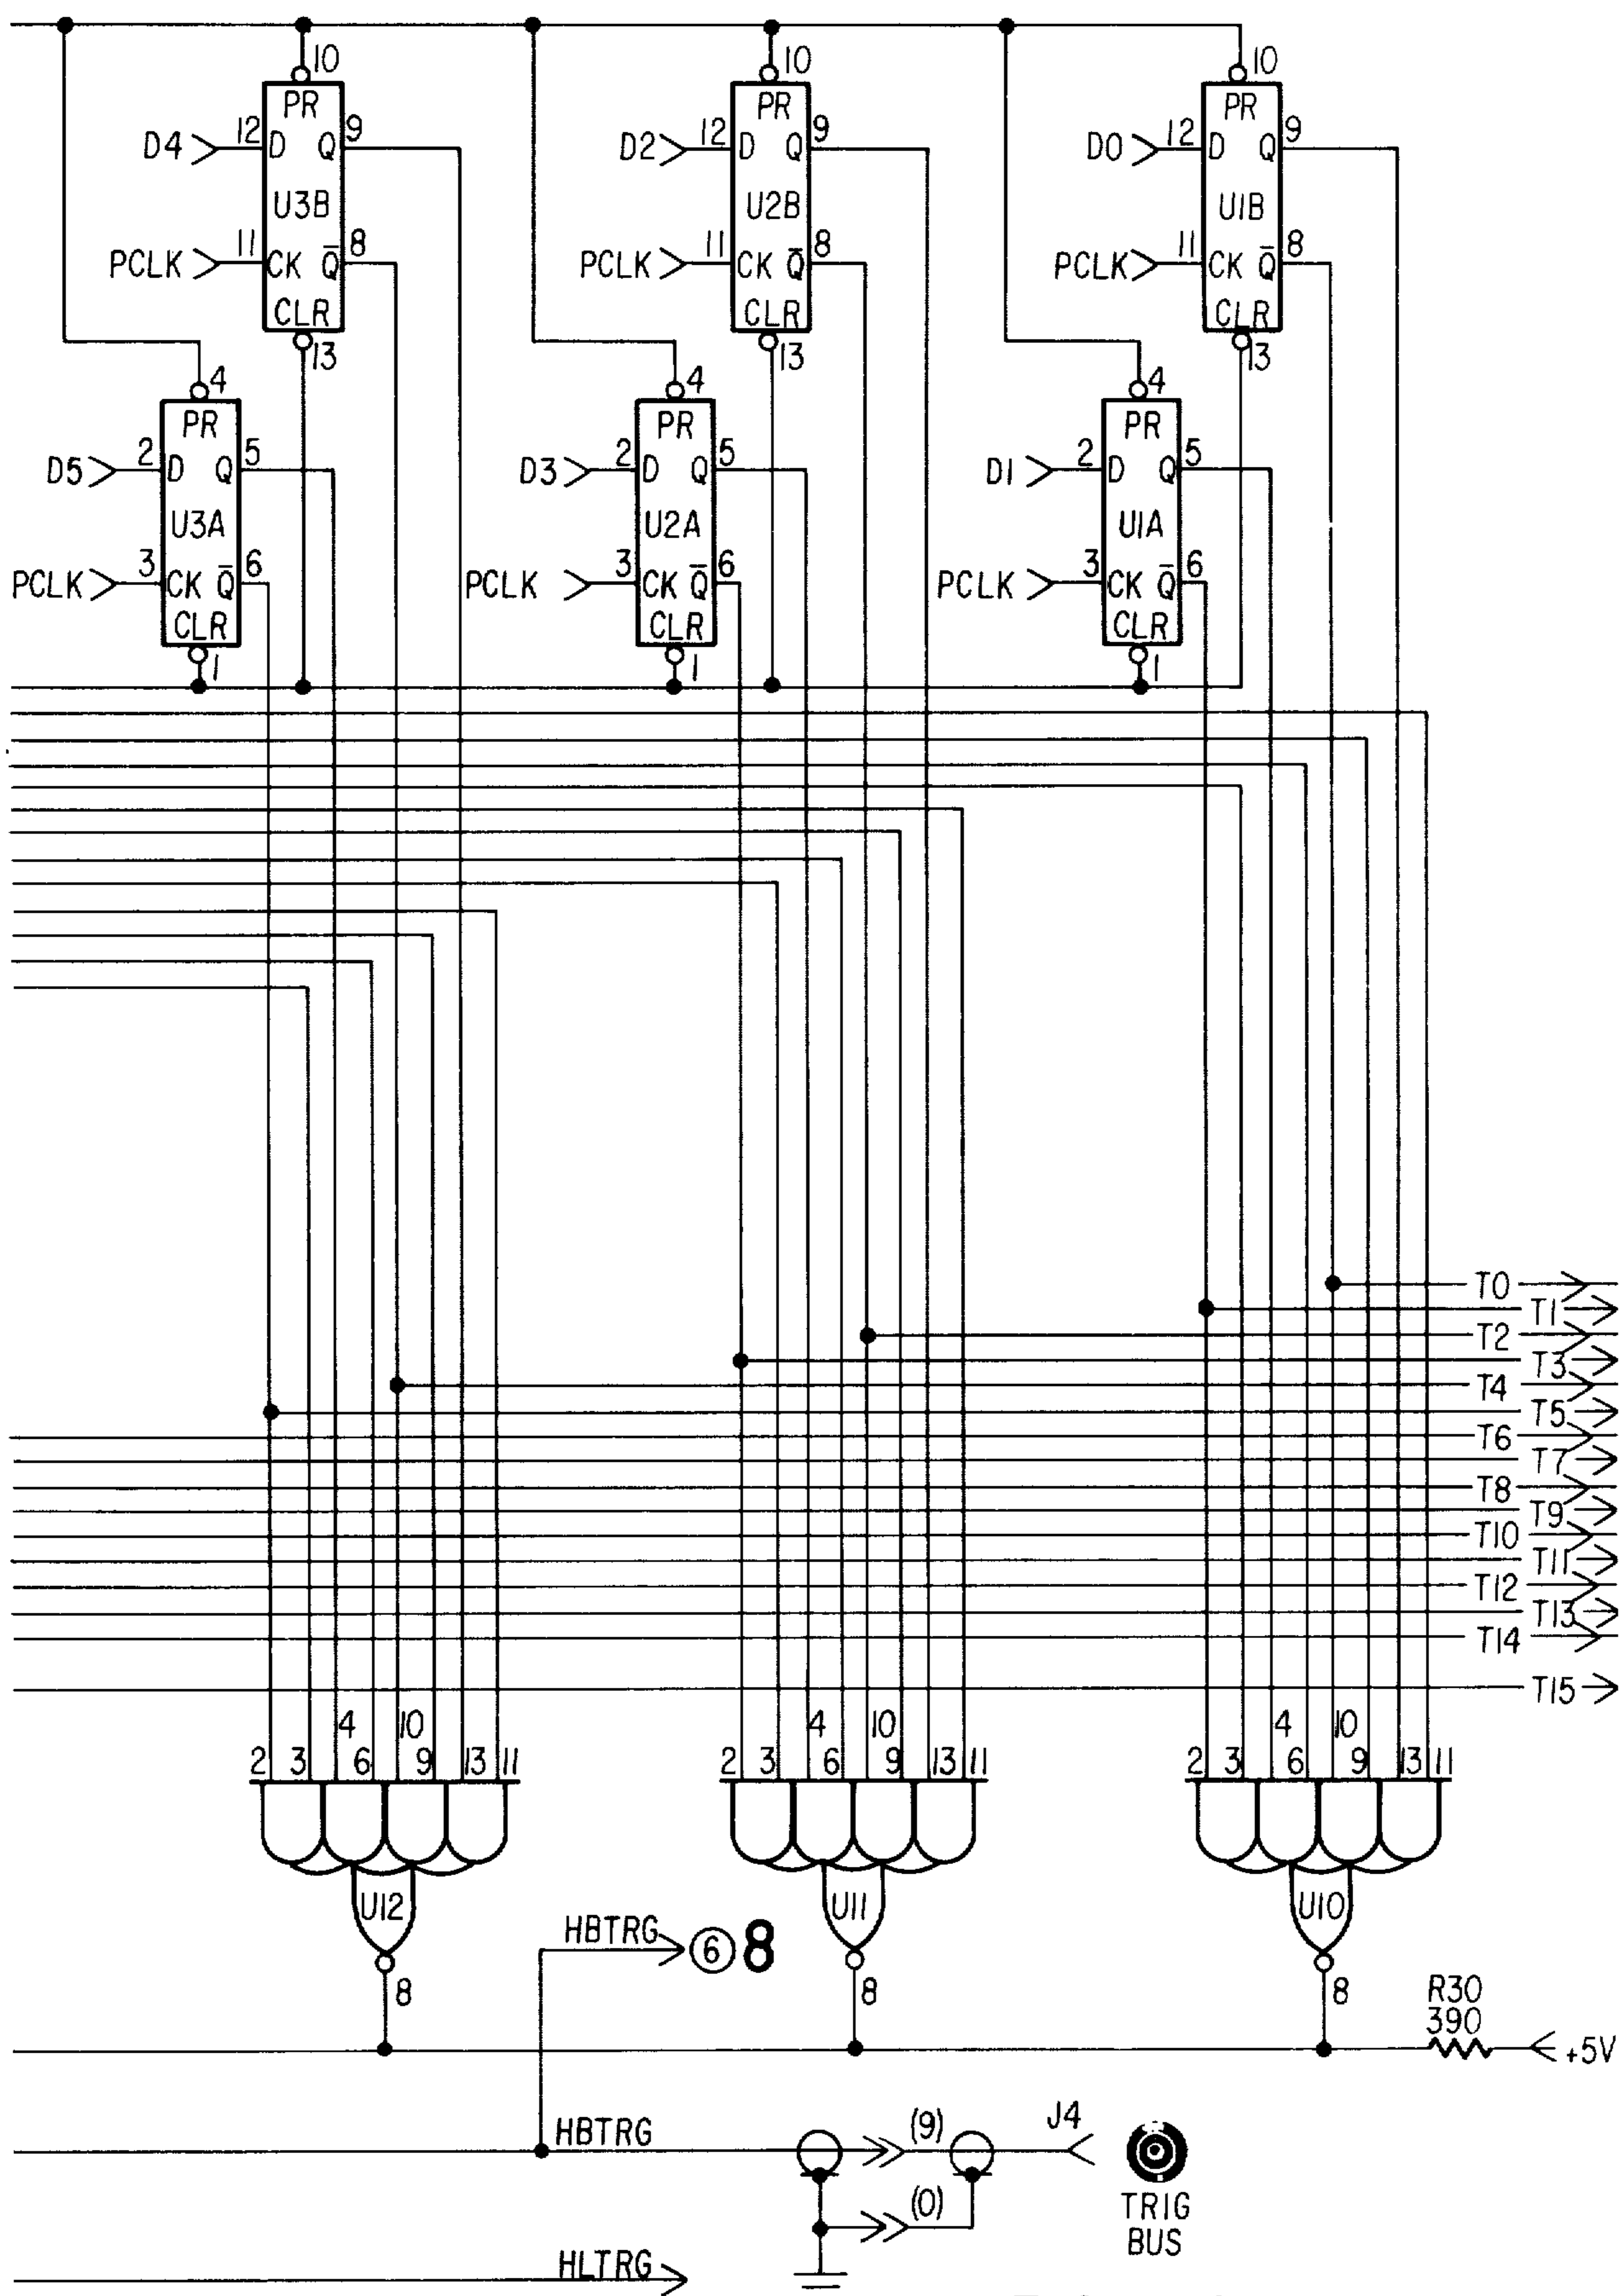 10 10 10
PR PR PR
D4 12 D Q 9 D2 12 D Q 9 D0 12 D Q 9
U3B U2B U1B
PCLK 11 CK Q̅ 8 PCLK 11 CK Q̅ 8 PCLK 11 CK Q̅ 8
CLR CLR CLR
13 13 13
4 4 4
PR PR PR
D5 2 D Q 5 D3 2 D Q 5 D1 2 D Q 5
U3A U2A U1A
PCLK 3 CK Q̅ 6 PCLK 3 CK Q̅ 6 PCLK 3 CK Q̅ 6
CLR CLR CLR
1 1 1
T0
T1
T2
T3
T4
T5
T6
T7
T8
T9
T10
T11
T12
T13
T14
T15
4 10 4 10 4 10
2 3 6 9 13 11 2 3 6 9 13 11 2 3 6 9 13 11
U12 U11 U10
HBTRG 6 8
8 8 8
R30
390
+5V
HBTRG (9) J4
(0) TRIG
BUS
HLTRG